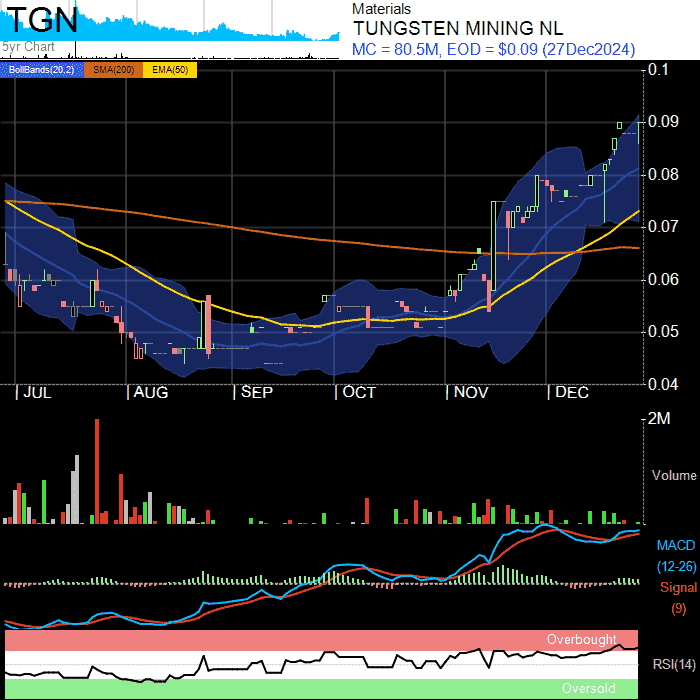 TGN
5yr Chart
Materials
TUNGSTEN MINING NL
MC = 80.5M, EOD = $0.09 (27Dec2024)
BollBands(20,2) SMA(200) EMA(50)
0.1
0.09
0.08
0.07
0.06
0.05
0.04
JUL AUG SEP OCT NOV DEC
2M
Volume
MACD
(12-26)
Signal
(9)
Overbought
RSI(14)
Oversold